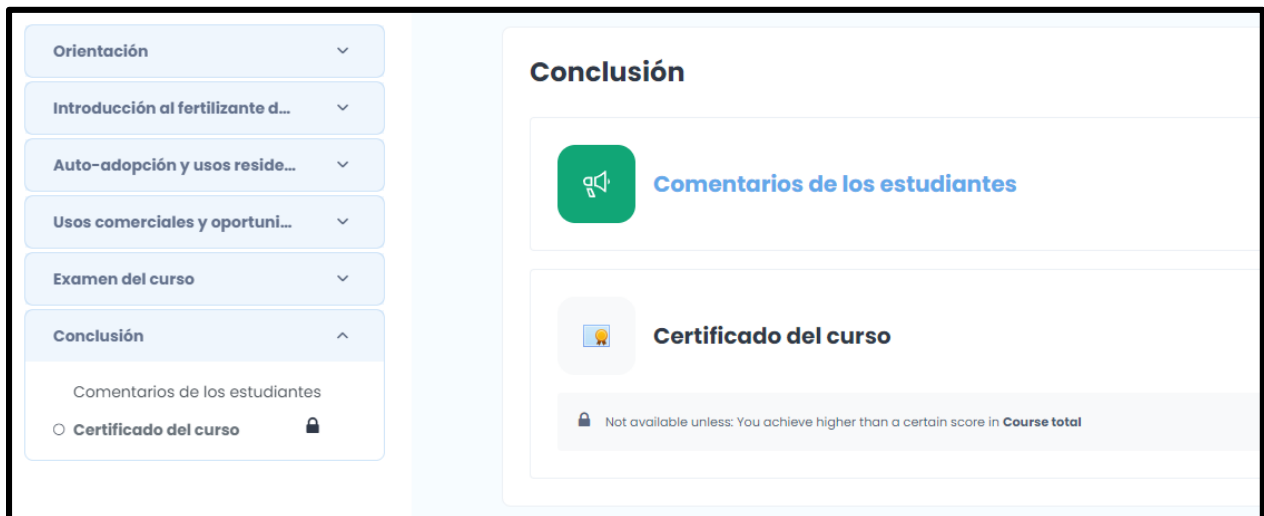 Orientación
Introducción al fertilizante d...
Auto-adopción y usos reside...
Usos comerciales y oportuni...
Examen del curso
Conclusión
Comentarios de los estudiantes
Certificado del curso
Conclusión
Comentarios de los estudiantes
Certificado del curso
Not available unless: You achieve higher than a certain score in Course total